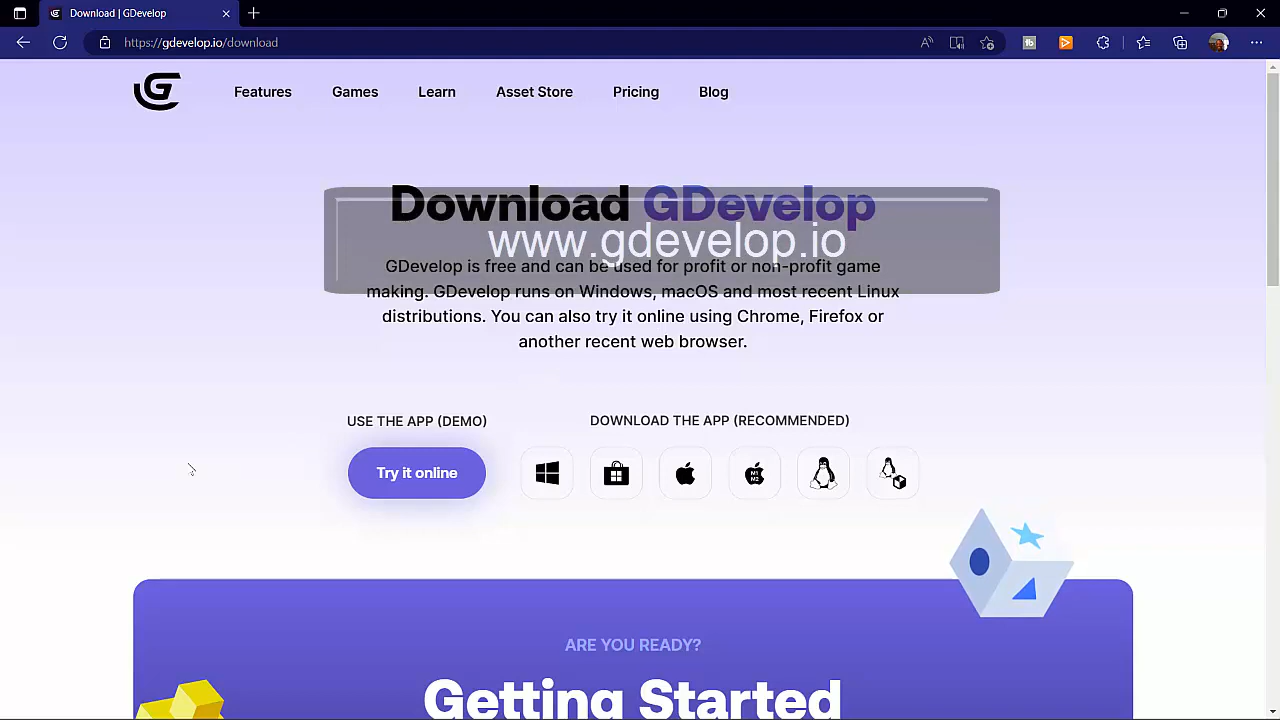 Download | GDevelop
https://gdevelop.io/download
Features
Games
Learn
Asset Store
Pricing
Blog
Download GDevelop
www.gdevelop.io
GDevelop is free and can be used for profit or non-profit game
making. GDevelop runs on Windows, macOS and most recent Linux
distributions. You can also try it online using Chrome, Firefox or
another recent web browser.
USE THE APP (DEMO)
DOWNLOAD THE APP (RECOMMENDED)
Try it online
M1
M2
ARE YOU READY?
Getting Started